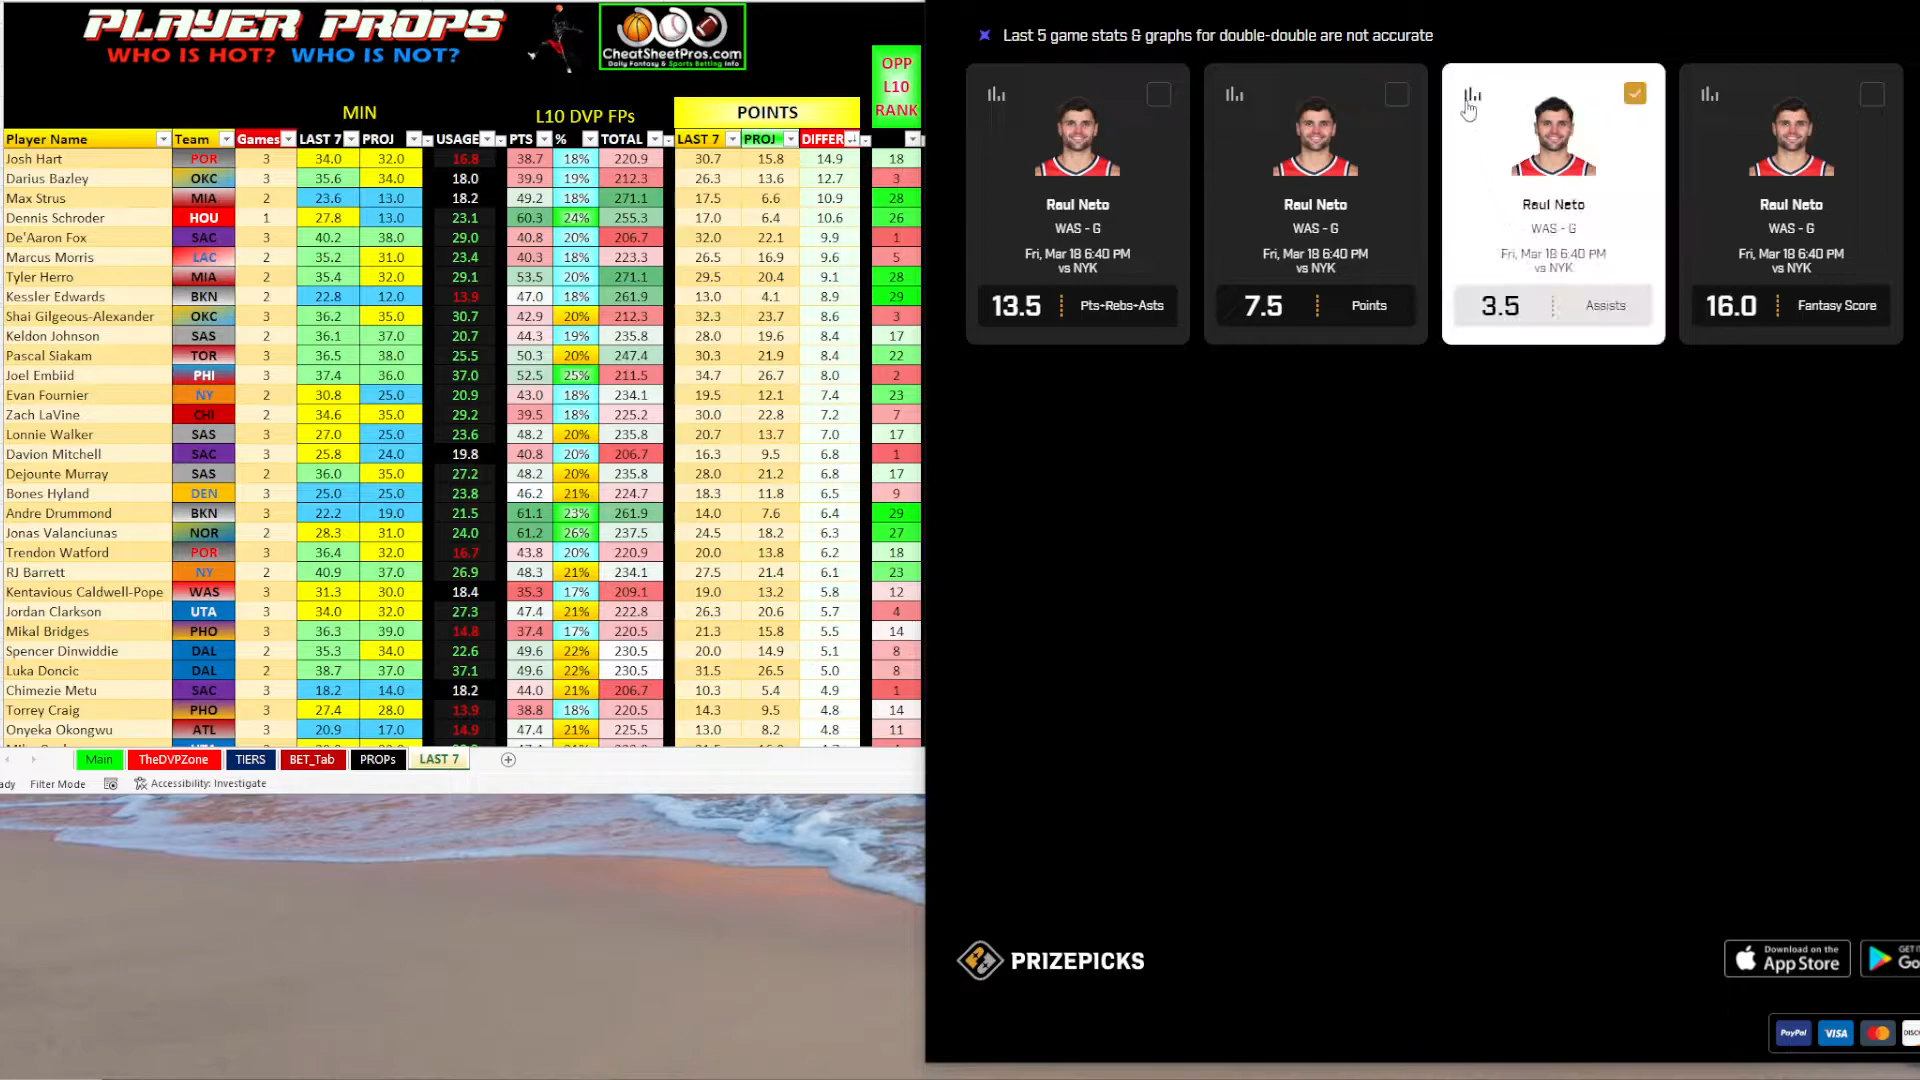 PLAYER PROPS
WHO IS HOT? WHO IS NOT?
CheatSheetPros.com
Daily Fantasy & Sports Betting Info
OPP
L10
RANK
MIN L10 DVP FPs POINTS
Player Name Team Games LAST 7 PROJ USAGE PTS % TOTAL LAST 7 PROJ DIFFER
Josh Hart POR 3 34.0 32.0 16.8 38.7 18% 220.9 30.7 15.8 14.9 18
Darius Bazley OKC 3 35.6 34.0 18.0 39.9 19% 212.3 26.3 13.6 12.7 3
Max Strus MIA 2 23.6 13.0 18.2 49.2 18% 271.1 17.5 6.6 10.9 28
Dennis Schroder HOU 1 27.8 13.0 23.1 60.3 24% 255.3 17.0 6.4 10.6 26
De'Aaron Fox SAC 3 40.2 38.0 29.0 40.8 20% 206.7 32.0 22.1 9.9 1
Marcus Morris LAC 2 35.2 31.0 23.4 40.3 18% 223.3 26.5 16.9 9.6 5
Tyler Herro MIA 2 35.4 32.0 29.1 53.5 20% 271.1 29.5 20.4 9.1 28
Kessler Edwards BKN 2 22.8 12.0 13.9 47.0 18% 261.9 13.0 4.1 8.9 29
Shai Gilgeous-Alexander OKC 3 36.2 35.0 30.7 42.9 20% 212.3 32.3 23.7 8.6 3
Keldon Johnson SAS 2 36.1 37.0 20.7 44.3 19% 235.8 28.0 19.6 8.4 17
Pascal Siakam TOR 3 36.5 38.0 25.5 50.3 20% 247.4 30.3 21.9 8.4 22
Joel Embiid PHI 3 37.4 36.0 37.0 52.5 25% 211.5 34.7 26.7 8.0 2
Evan Fournier NY 2 30.8 25.0 20.9 43.0 18% 234.1 19.5 12.1 7.4 23
Zach LaVine CHI 2 34.6 35.0 29.2 39.5 18% 225.2 30.0 22.8 7.2 7
Lonnie Walker SAS 3 27.0 25.0 23.6 48.2 20% 235.8 20.7 13.7 7.0 17
Davion Mitchell SAC 3 25.8 24.0 19.8 40.8 20% 206.7 16.3 9.5 6.8 1
Dejounte Murray SAS 2 36.0 35.0 27.2 48.2 20% 235.8 28.0 21.2 6.8 17
Bones Hyland DEN 3 25.0 25.0 23.8 46.2 21% 224.7 18.3 11.8 6.5 9
Andre Drummond BKN 3 22.2 19.0 21.5 61.1 23% 261.9 14.0 7.6 6.4 29
Jonas Valanciunas NOR 2 28.3 31.0 24.0 61.2 26% 237.5 24.5 18.2 6.3 27
Trendon Watford POR 3 36.4 32.0 16.7 43.8 20% 220.9 20.0 13.8 6.2 18
RJ Barrett NY 2 40.9 37.0 26.9 48.3 21% 234.1 27.5 21.4 6.1 23
Kentavious Caldwell-Pope WAS 3 31.3 30.0 18.4 35.3 17% 209.1 19.0 13.2 5.8 12
Jordan Clarkson UTA 3 34.0 32.0 27.3 47.4 21% 222.8 26.3 20.6 5.7 4
Mikal Bridges PHO 3 36.3 39.0 14.8 37.4 17% 220.5 21.3 15.8 5.5 14
Spencer Dinwiddie DAL 2 35.3 34.0 22.6 49.6 22% 230.5 20.0 14.9 5.1 8
Luka Doncic DAL 2 38.7 37.0 37.1 49.6 22% 230.5 31.5 26.5 5.0 8
Chimezie Metu SAC 3 18.2 14.0 18.2 44.0 21% 206.7 10.3 5.4 4.9 1
Torrey Craig PHO 3 27.4 28.0 13.9 38.8 18% 220.5 14.3 9.5 4.8 14
Onyeka Okongwu ATL 3 20.9 17.0 14.9 47.4 21% 225.5 13.0 8.2 4.8 11
Main TheDVPZone TIERS BET_Tab PROPs LAST 7
ady Filter Mode Accessibility: Investigate
Last 5 game stats & graphs for double-double are not accurate
Raul Neto
WAS - G
Fri, Mar 18 6:40 PM
vs NYK
13.5 Pts+Rebs+Asts
Raul Neto
WAS - G
Fri, Mar 18 6:40 PM
vs NYK
7.5 Points
Raul Neto
WAS - G
Fri, Mar 18 6:40 PM
vs NYK
3.5 Assists
Raul Neto
WAS - G
Fri, Mar 18 6:40 PM
vs NYK
16.0 Fantasy Score
PRIZEPICKS
Download on the
App Store
GET I
Go
PayPal VISA DISC